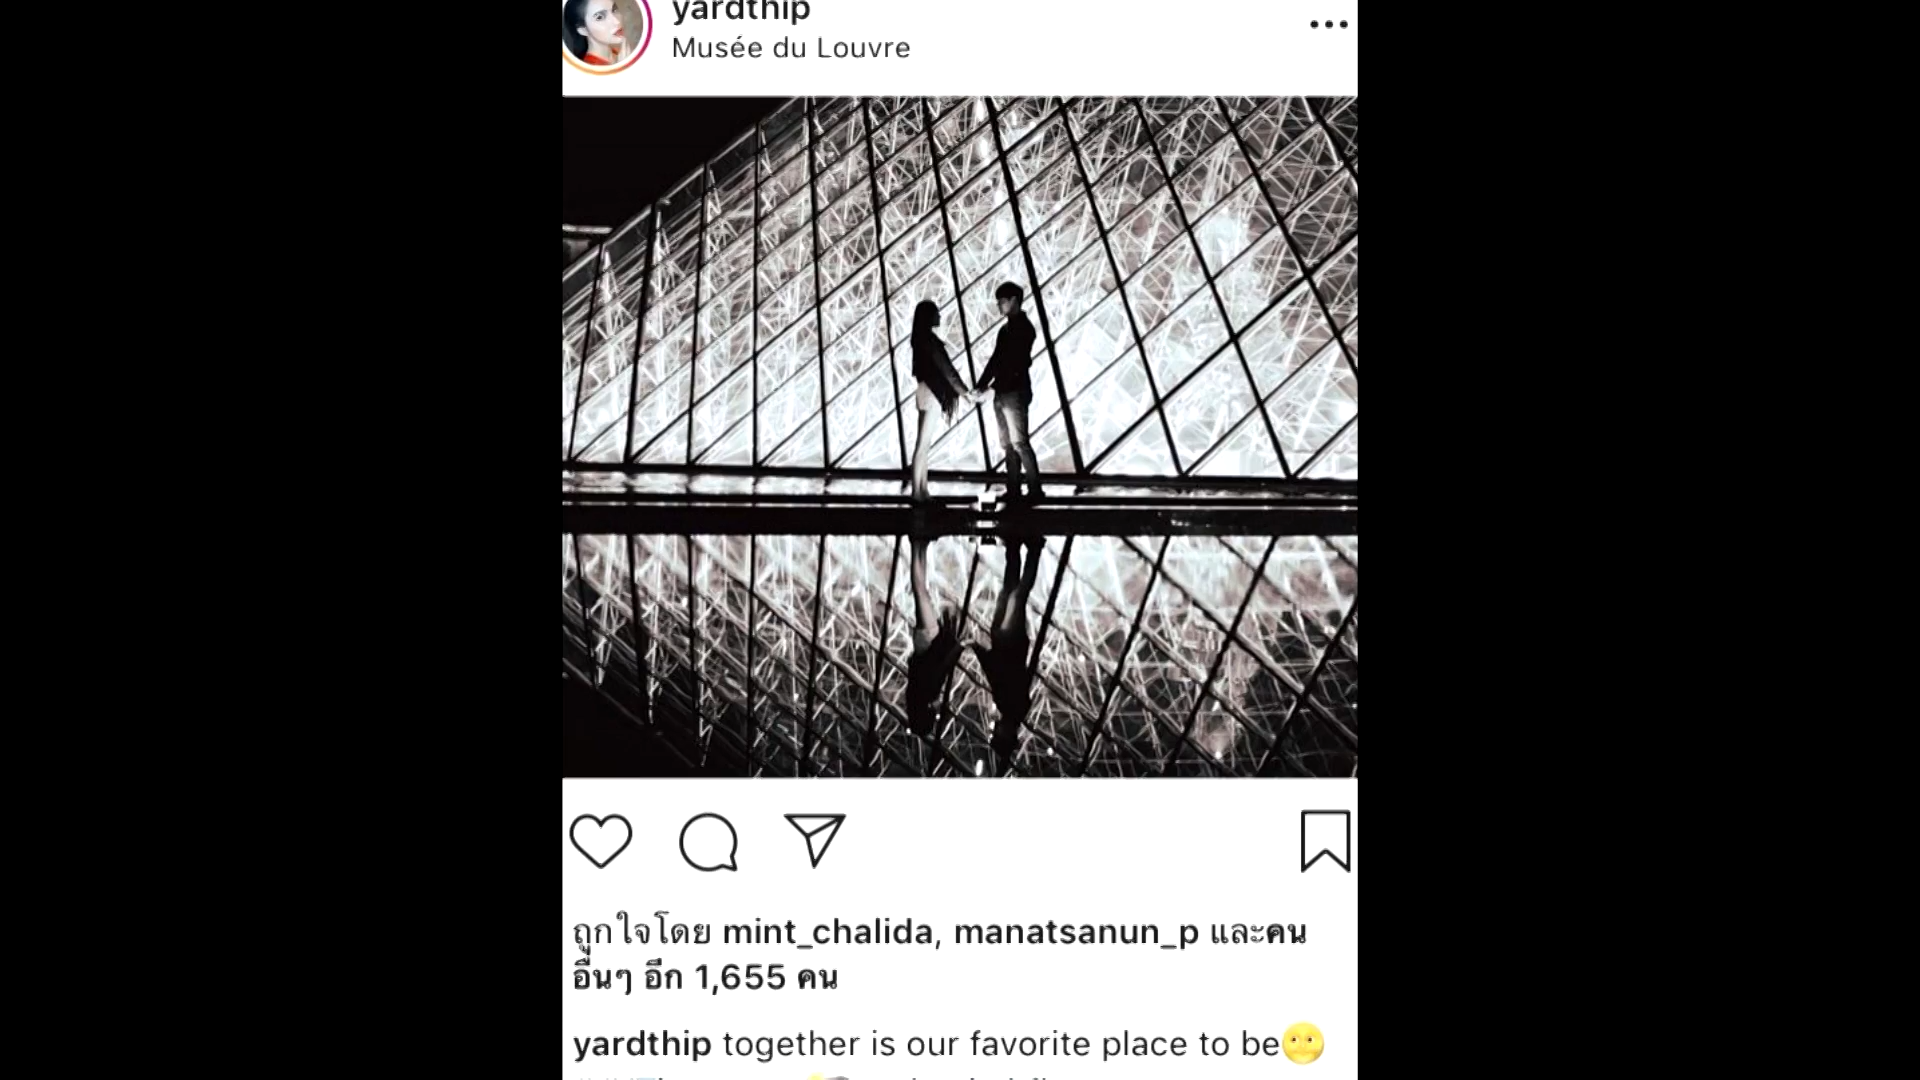 yardthip
Musée du Louvre
ถูกใจโดย mint_chalida, manatsanun_p และคน
อื่นๆ อีก 1,655 คน
yardthip together is our favorite place to be🌝